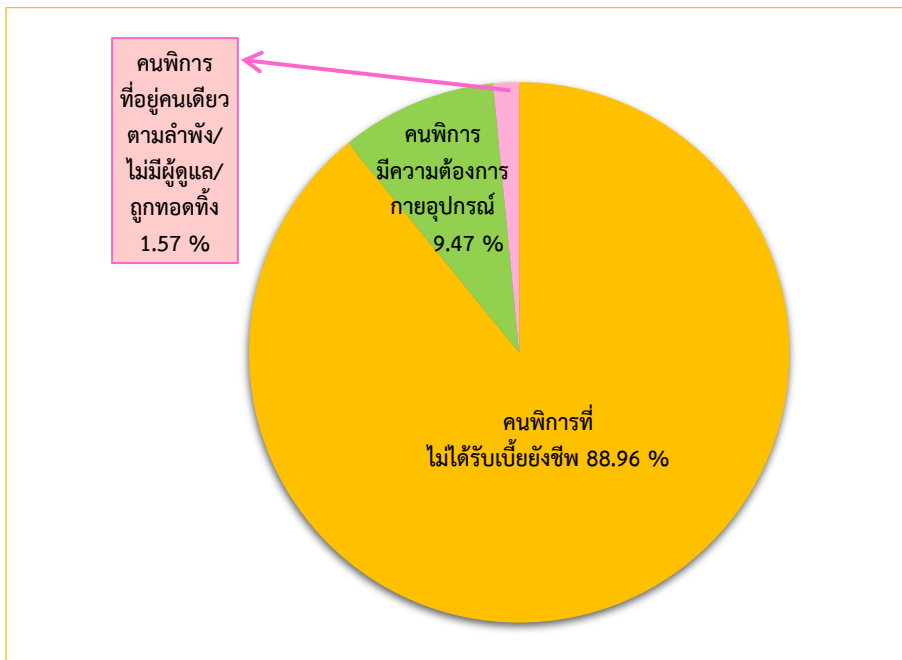 คนพิการ
ที่อยู่คนเดียว
ตามลำพัง/
ไม่มีผู้ดูแล/
ถูกทอดทิ้ง
1.57 %
คนพิการ
มีความต้องการ
กายอุปกรณ์
9.47 %
คนพิการที่
ไม่ได้รับเบี้ยยังชีพ 88.96 %